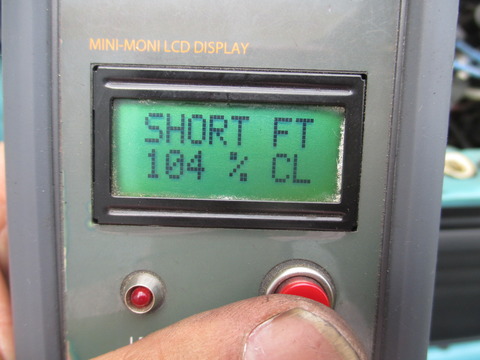 MINI-MONI LCD DISPLAY
SHORT FT
104 % CL